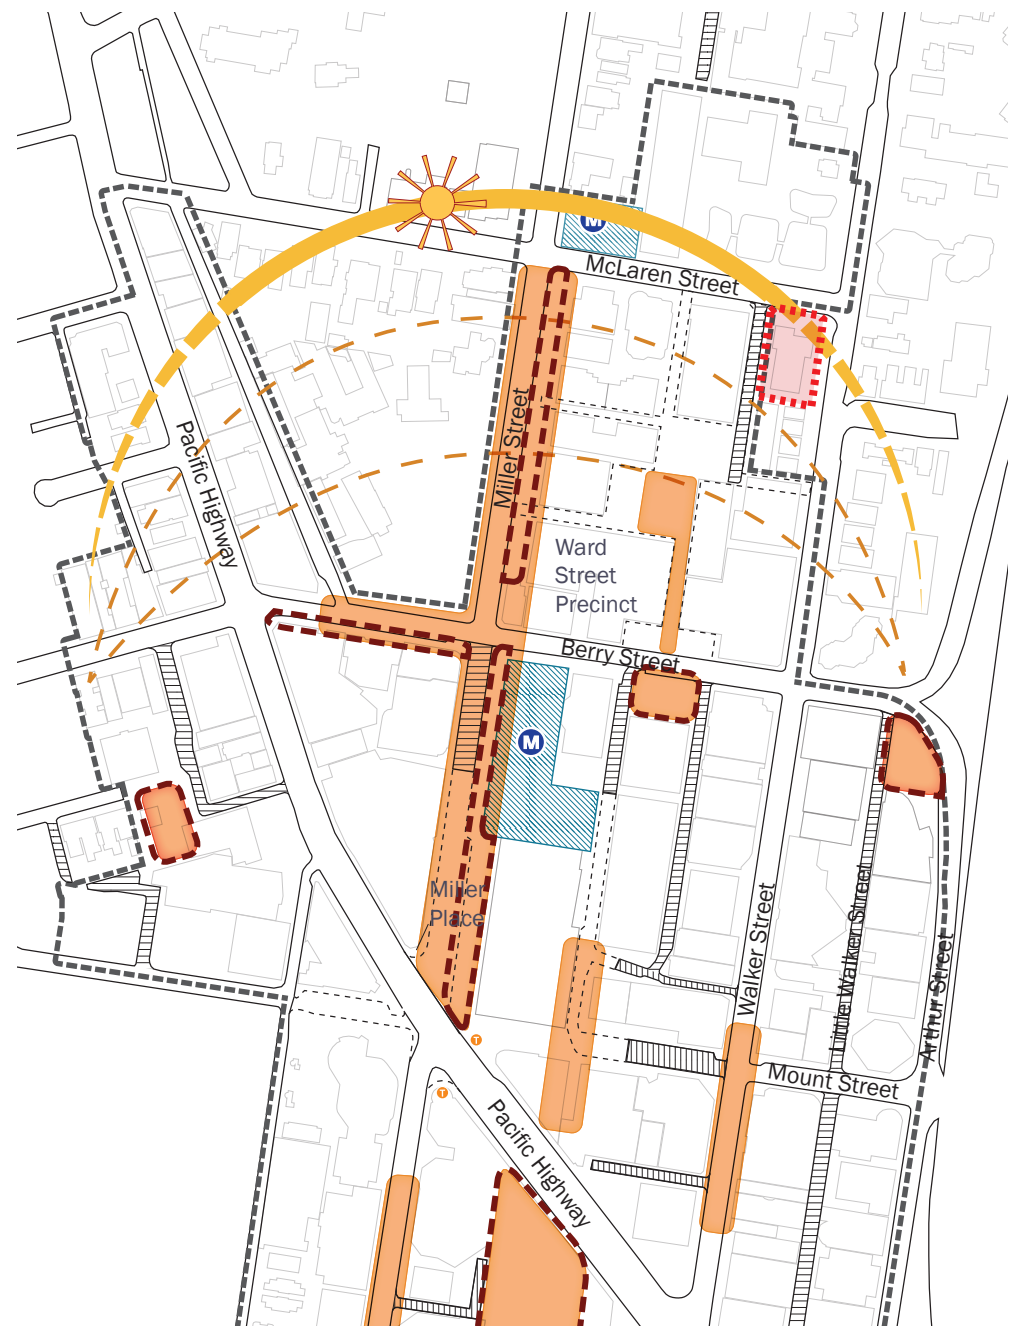 M
McLaren Street
Miller Street
Pacific Highway
Ward
Street
Precinct
Berry Street
M
Miller
Place
Walker Street
Little Walker Street
Arthur Street
T
Mount Street
T
Pacific Highway